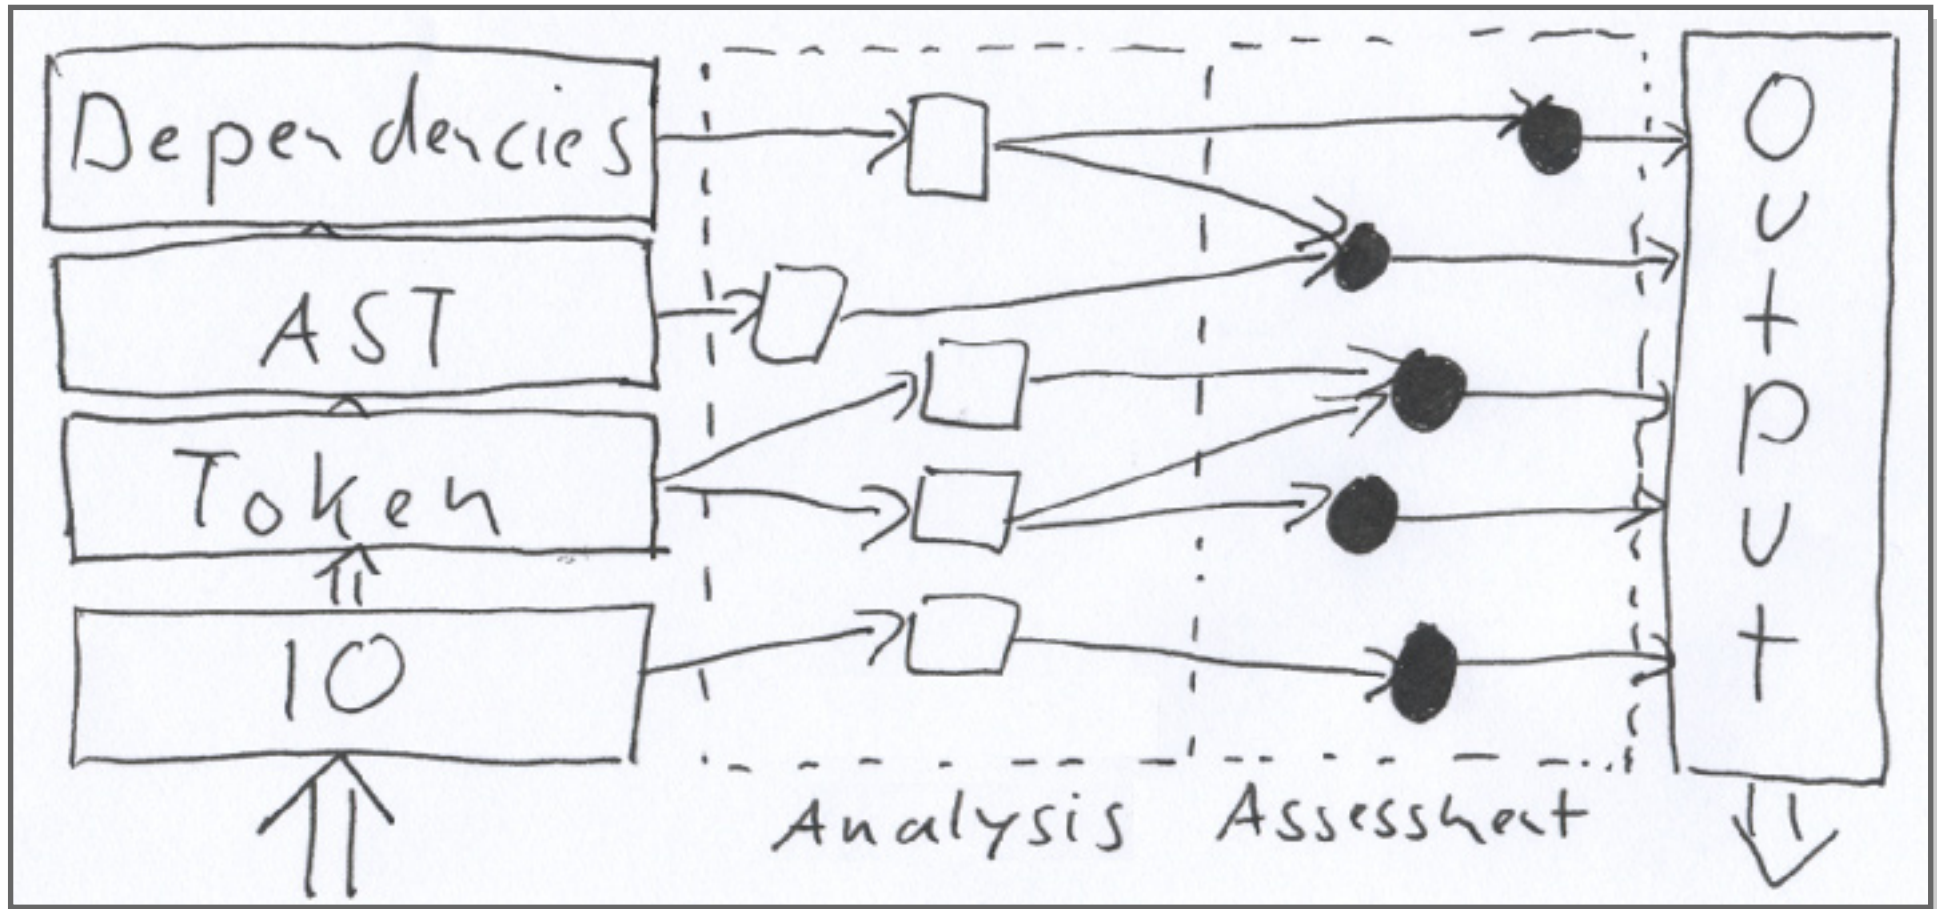 Dependencies
AST
Token
IO
Analysis
Assessment
Output